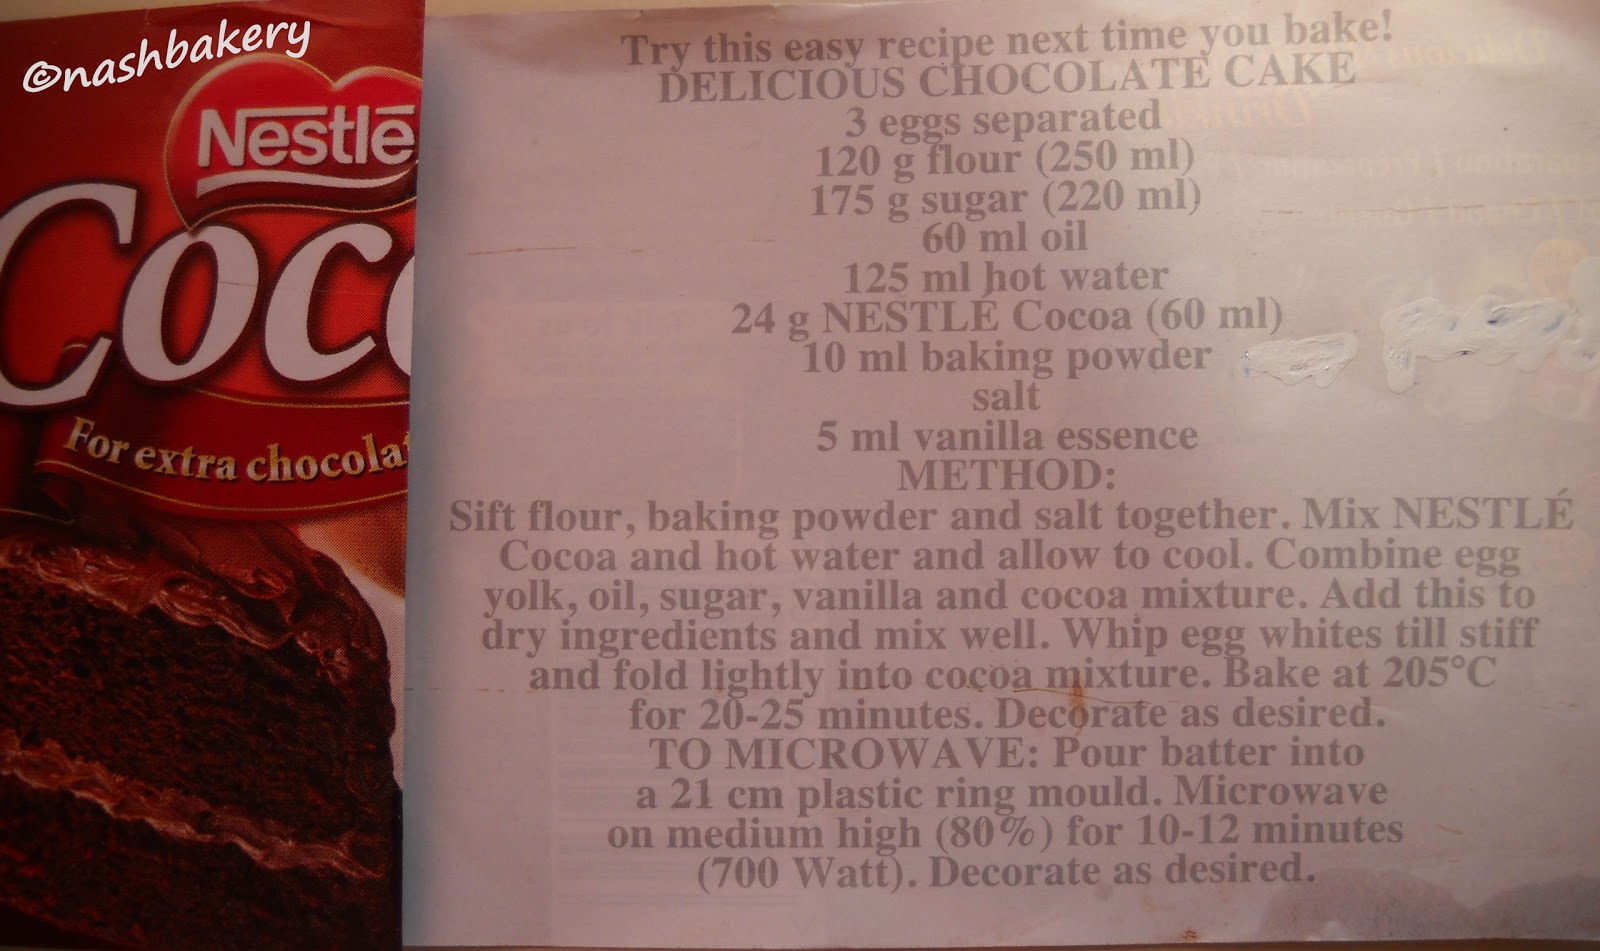 ©nashbakery
Nestlé
Coco
For extra chocolat
Try this easy recipe next time you bake!
DELICIOUS CHOCOLATE CAKE
3 eggs separated
120 g flour (250 ml)
175 g sugar (220 ml)
60 ml oil
125 ml hot water
24 g NESTLÉ Cocoa (60 ml)
10 ml baking powder
salt
5 ml vanilla essence
METHOD:
Sift flour, baking powder and salt together. Mix NESTLÉ
Cocoa and hot water and allow to cool. Combine egg
yolk, oil, sugar, vanilla and cocoa mixture. Add this to
dry ingredients and mix well. Whip egg whites till stiff
and fold lightly into cocoa mixture. Bake at 205°C
for 20-25 minutes. Decorate as desired.
TO MICROWAVE: Pour batter into
a 21 cm plastic ring mould. Microwave
on medium high (80%) for 10-12 minutes
(700 Watt). Decorate as desired.